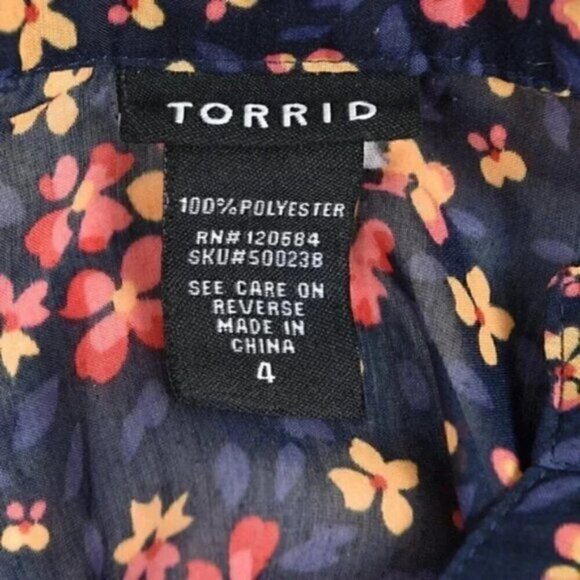 TORRID
100% POLYESTER
RN# 120584
SKU# 500238
SEE CARE ON
REVERSE
MADE IN
CHINA
4